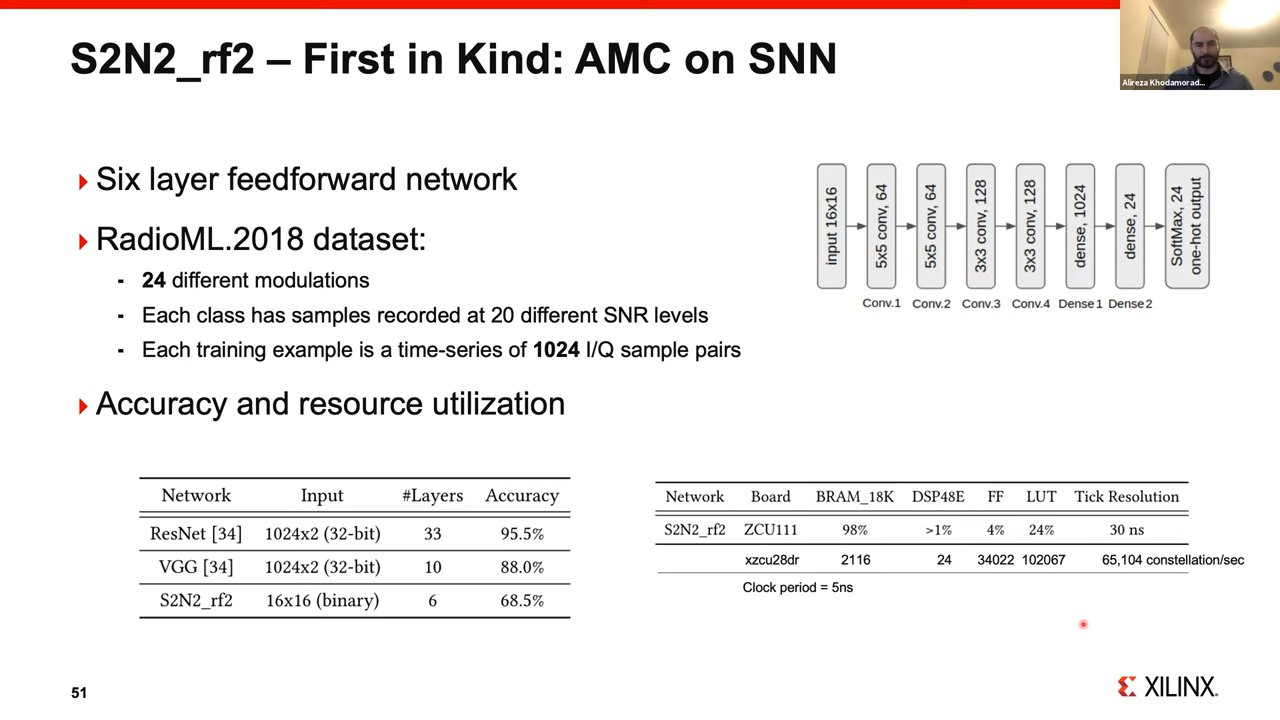 S2N2_rf2 – First in Kind: AMC on SNN
Alireza Khodamorad...
Six layer feedforward network
RadioML.2018 dataset:
- 24 different modulations
- Each class has samples recorded at 20 different SNR levels
- Each training example is a time-series of 1024 I/Q sample pairs
Accuracy and resource utilization
input 16x16
5x5 conv, 64
5x5 conv, 64
3x3 conv, 128
3x3 conv, 128
dense, 1024
dense, 24
SoftMax, 24
one-hot output
Conv.1 Conv.2 Conv.3 Conv.4 Dense1 Dense2
Network Input #Layers Accuracy
ResNet [34] 1024x2 (32-bit) 33 95.5%
VGG [34] 1024x2 (32-bit) 10 88.0%
S2N2_rf2 16x16 (binary) 6 68.5%
Network Board BRAM_18K DSP48E FF LUT Tick Resolution
S2N2_rf2 ZCU111 98% >1% 4% 24% 30 ns
xzcu28dr 2116 24 34022 102067 65,104 constellation/sec
Clock period = 5ns
51
XILINX.